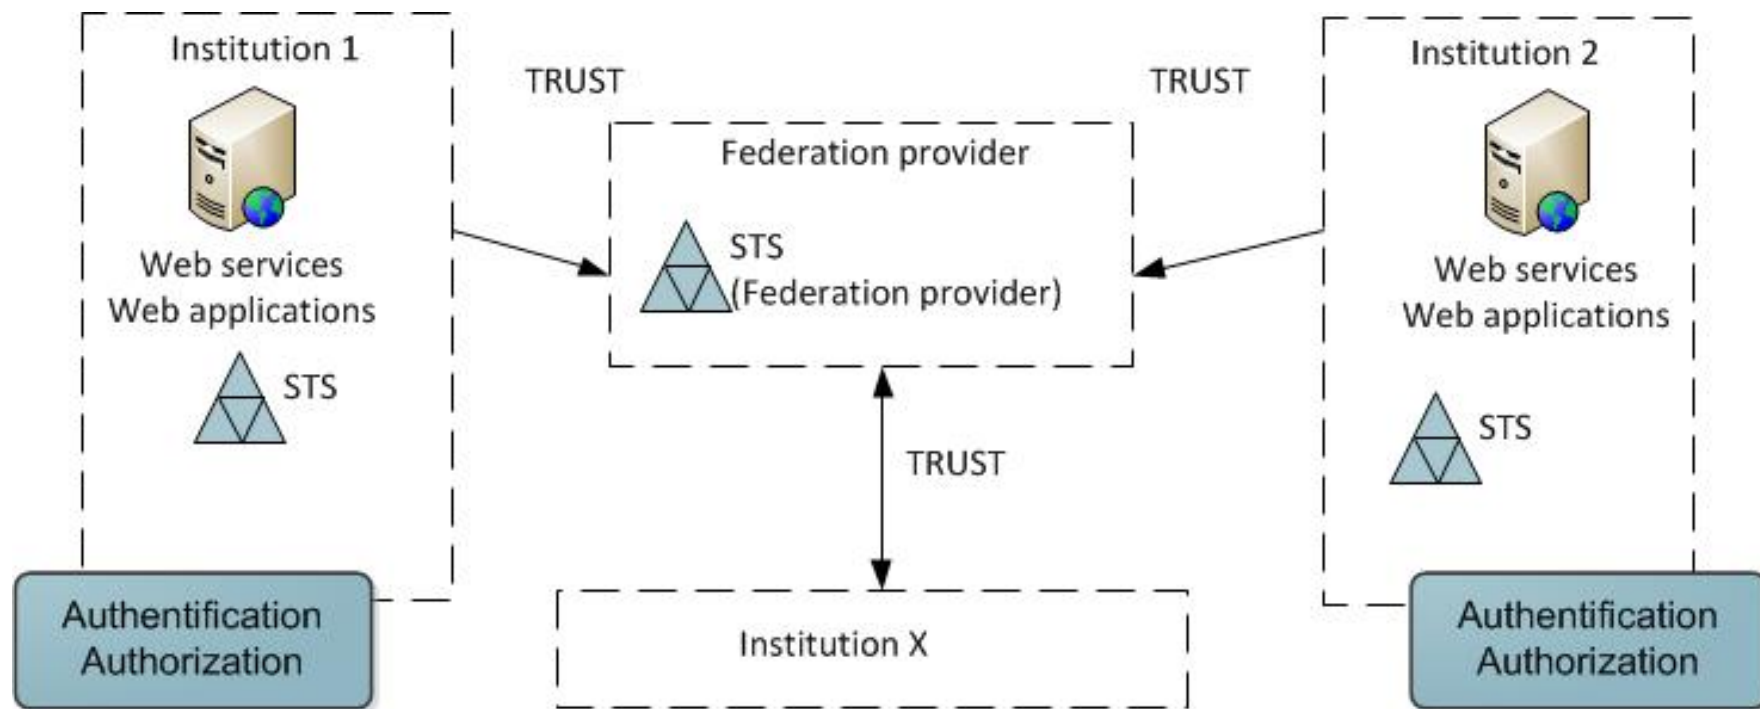 Institution 1
Web services
Web applications
STS
Authentification
Authorization
TRUST
Federation provider
STS
(Federation provider)
TRUST
TRUST
Institution X
Institution 2
Web services
Web applications
STS
Authentification
Authorization